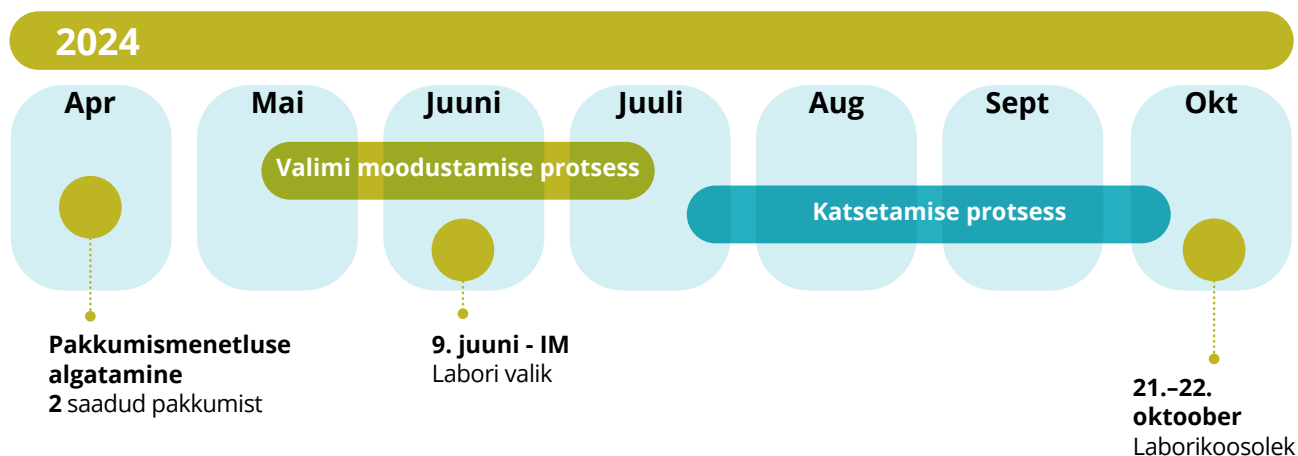 2024
Apr
Mai
Juuni
Juuli
Aug
Sept
Okt
Valimi moodustamise protsess
Katsetamise protsess
Pakkumismenetluse
algatamine
2 saadud pakkumist
9. juuni - IM
Labori valik
21.–22.
oktoober
Laborikoosolek